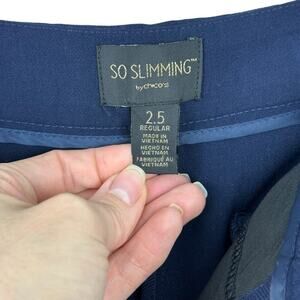 SO SLIMMING™
by chico's
2.5
REGULAR
MADE IN
VIETNAM
HECHO EN
VIETNAM
FABRIQUÉ AU
VIETNAM